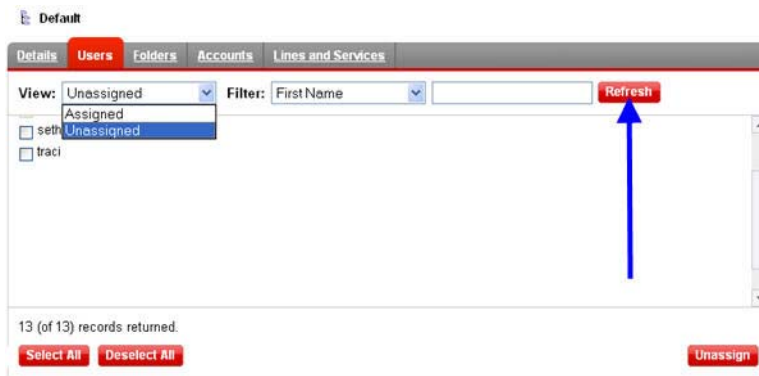 Default
Details Users Folders Accounts Lines and Services
View: Unassigned Filter: First Name Refresh
Assigned
seth Unassigned
traci
13 (of 13) records returned.
Select All Deselect All Unassign